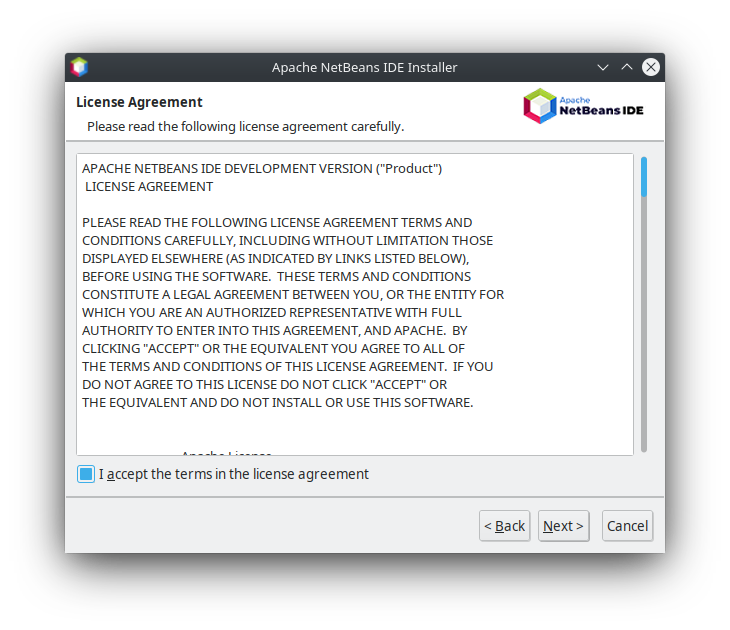 Apache NetBeans IDE Installer
License Agreement
Please read the following license agreement carefully.
Apache
NetBeans IDE
APACHE NETBEANS IDE DEVELOPMENT VERSION ("Product")
LICENSE AGREEMENT
PLEASE READ THE FOLLOWING LICENSE AGREEMENT TERMS AND
CONDITIONS CAREFULLY, INCLUDING WITHOUT LIMITATION THOSE
DISPLAYED ELSEWHERE (AS INDICATED BY LINKS LISTED BELOW),
BEFORE USING THE SOFTWARE.  THESE TERMS AND CONDITIONS
CONSTITUTE A LEGAL AGREEMENT BETWEEN YOU, OR THE ENTITY FOR
WHICH YOU ARE AN AUTHORIZED REPRESENTATIVE WITH FULL
AUTHORITY TO ENTER INTO THIS AGREEMENT, AND APACHE.  BY
CLICKING "ACCEPT" OR THE EQUIVALENT YOU AGREE TO ALL OF
THE TERMS AND CONDITIONS OF THIS LICENSE AGREEMENT.  IF YOU
DO NOT AGREE TO THIS LICENSE DO NOT CLICK "ACCEPT" OR
THE EQUIVALENT AND DO NOT INSTALL OR USE THIS SOFTWARE.
Apache License
I accept the terms in the license agreement
< Back Next > Cancel